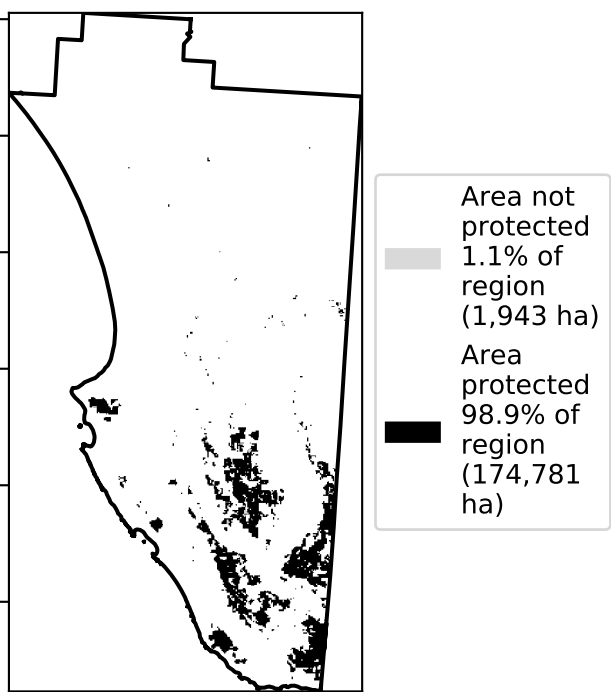 Area not
protected
1.1% of
region
(1,943 ha)
Area
protected
98.9% of
region
(174,781
ha)